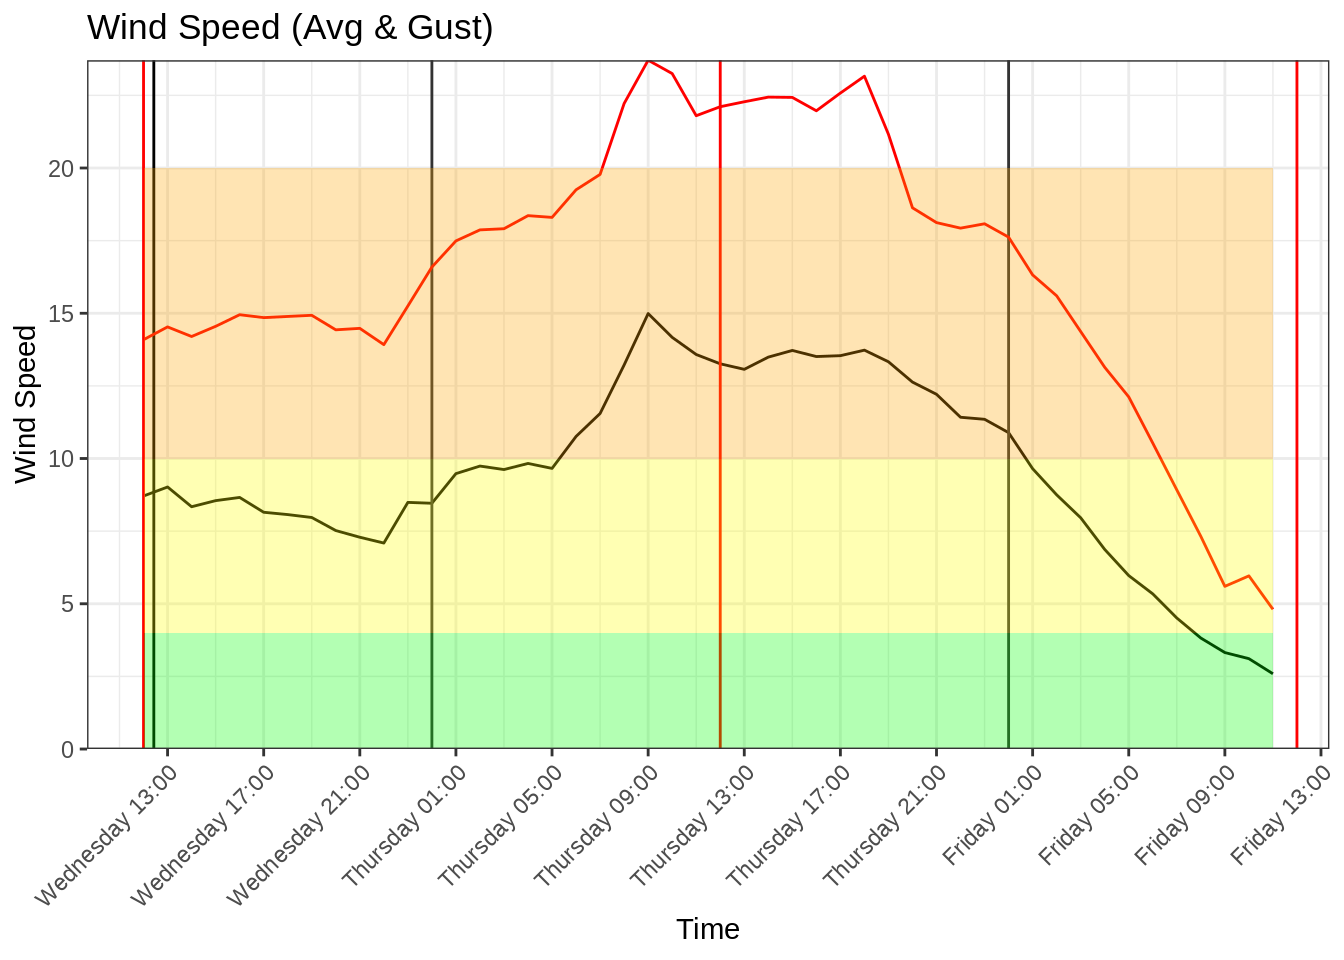 Wind Speed (Avg & Gust)
Wind Speed
20
15
10
5
0
Wednesday 13:00
Wednesday 17:00
Wednesday 21:00
Thursday 01:00
Thursday 05:00
Thursday 09:00
Thursday 13:00
Thursday 17:00
Thursday 21:00
Friday 01:00
Friday 05:00
Friday 09:00
Friday 13:00
Time